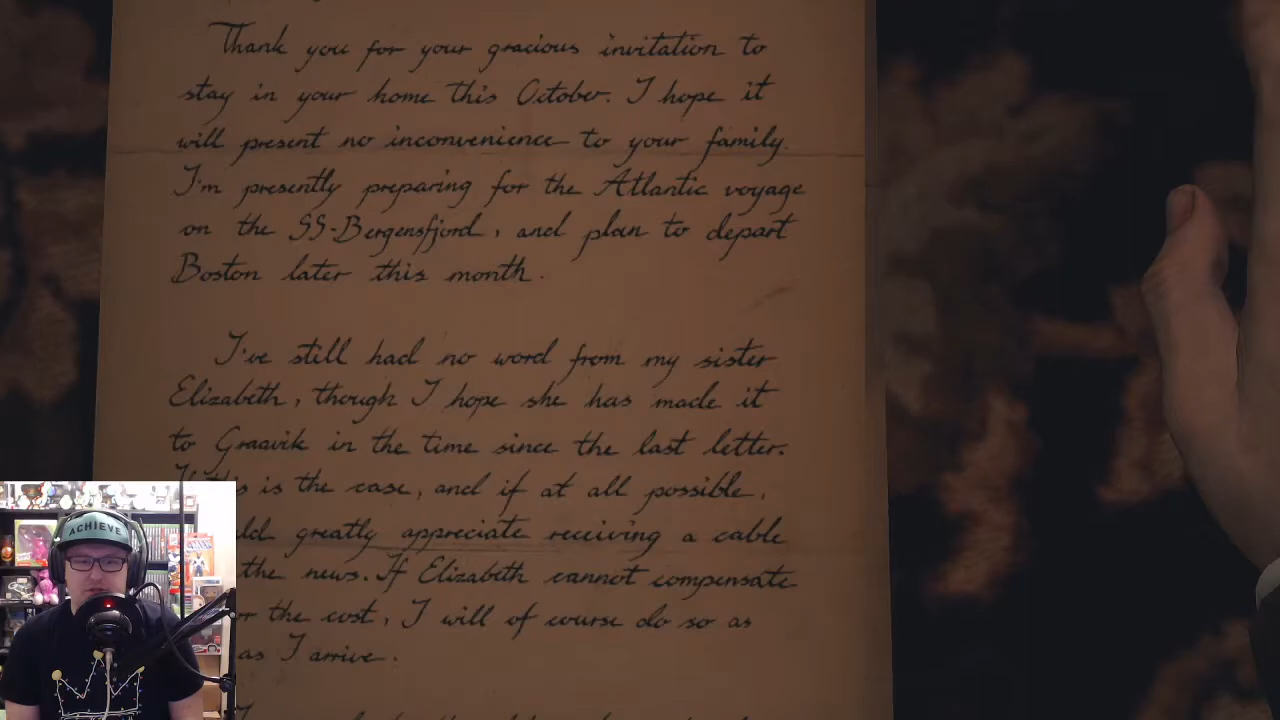 Thank you for your gracious invitation to
stay in your home this October. I hope it
will present no inconvenience to your family.
I'm presently preparing for the Atlantic voyage
on the SS-Bergensfjord, and plan to depart
Boston later this month.
I've still had no word from my sister
Elizabeth, though I hope she has made it
to Graavik in the time since the last letter.
is the case, and if at all possible,
greatly appreciate receiving a cable
the news. If Elizabeth cannot compensate
the cost, I will of course do so as
as I arrive.
ACHIEVE